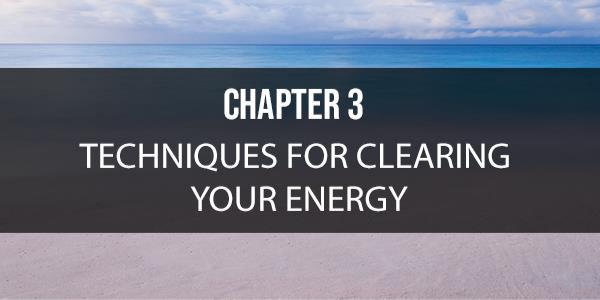 CHAPTER 3
TECHNIQUES FOR CLEARING
YOUR ENERGY